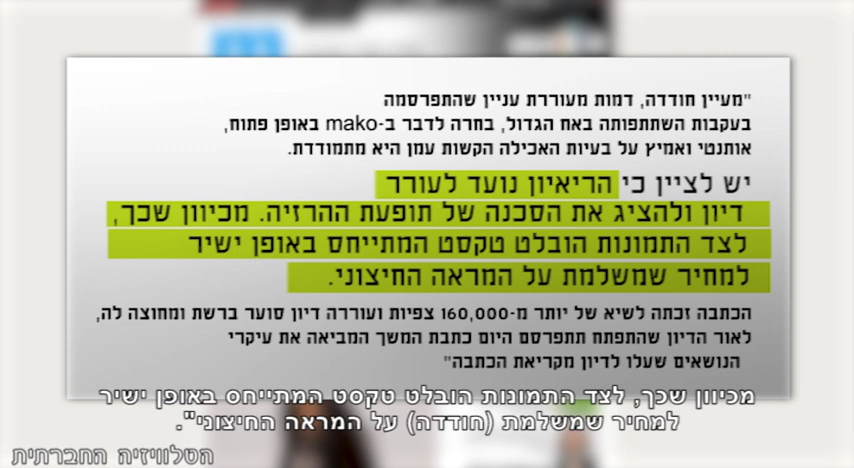 "מעיין חודדה, דמות מעוררת עניין שהתפרסמה
בעקבות השתתפותה באח הגדול, בחרה לדבר ב-mako באופן פתוח,
אותנטי ואמיץ על בעיות האכילה הקשות עמן היא מתמודדת.
יש לציין כי הריאיון נועד לעורר
דיון ולהציג את הסכנה של תופעת ההרזיה. מכיוון שכך,
לצד התמונות הובלט טקסט המתייחס באופן ישיר
למחיר שמשלמת על המראה החיצוני.
הכתבה זכתה לשיא של יותר מ-160,000 צפיות ועוררה דיון סוער ברשת ומחוצה לה,
לאור הדיון שהתפתח תתפרסם היום כתבת המשך המביאה את עיקרי
הנושאים שעלו לדיון מקריאת הכתבה"
מכיוון שכך, לצד התמונות הובלט טקסט המתייחס באופן ישיר
למחיר שמשלמת (חודדה) על המראה החיצוני".
הטלוויזיה החברתית